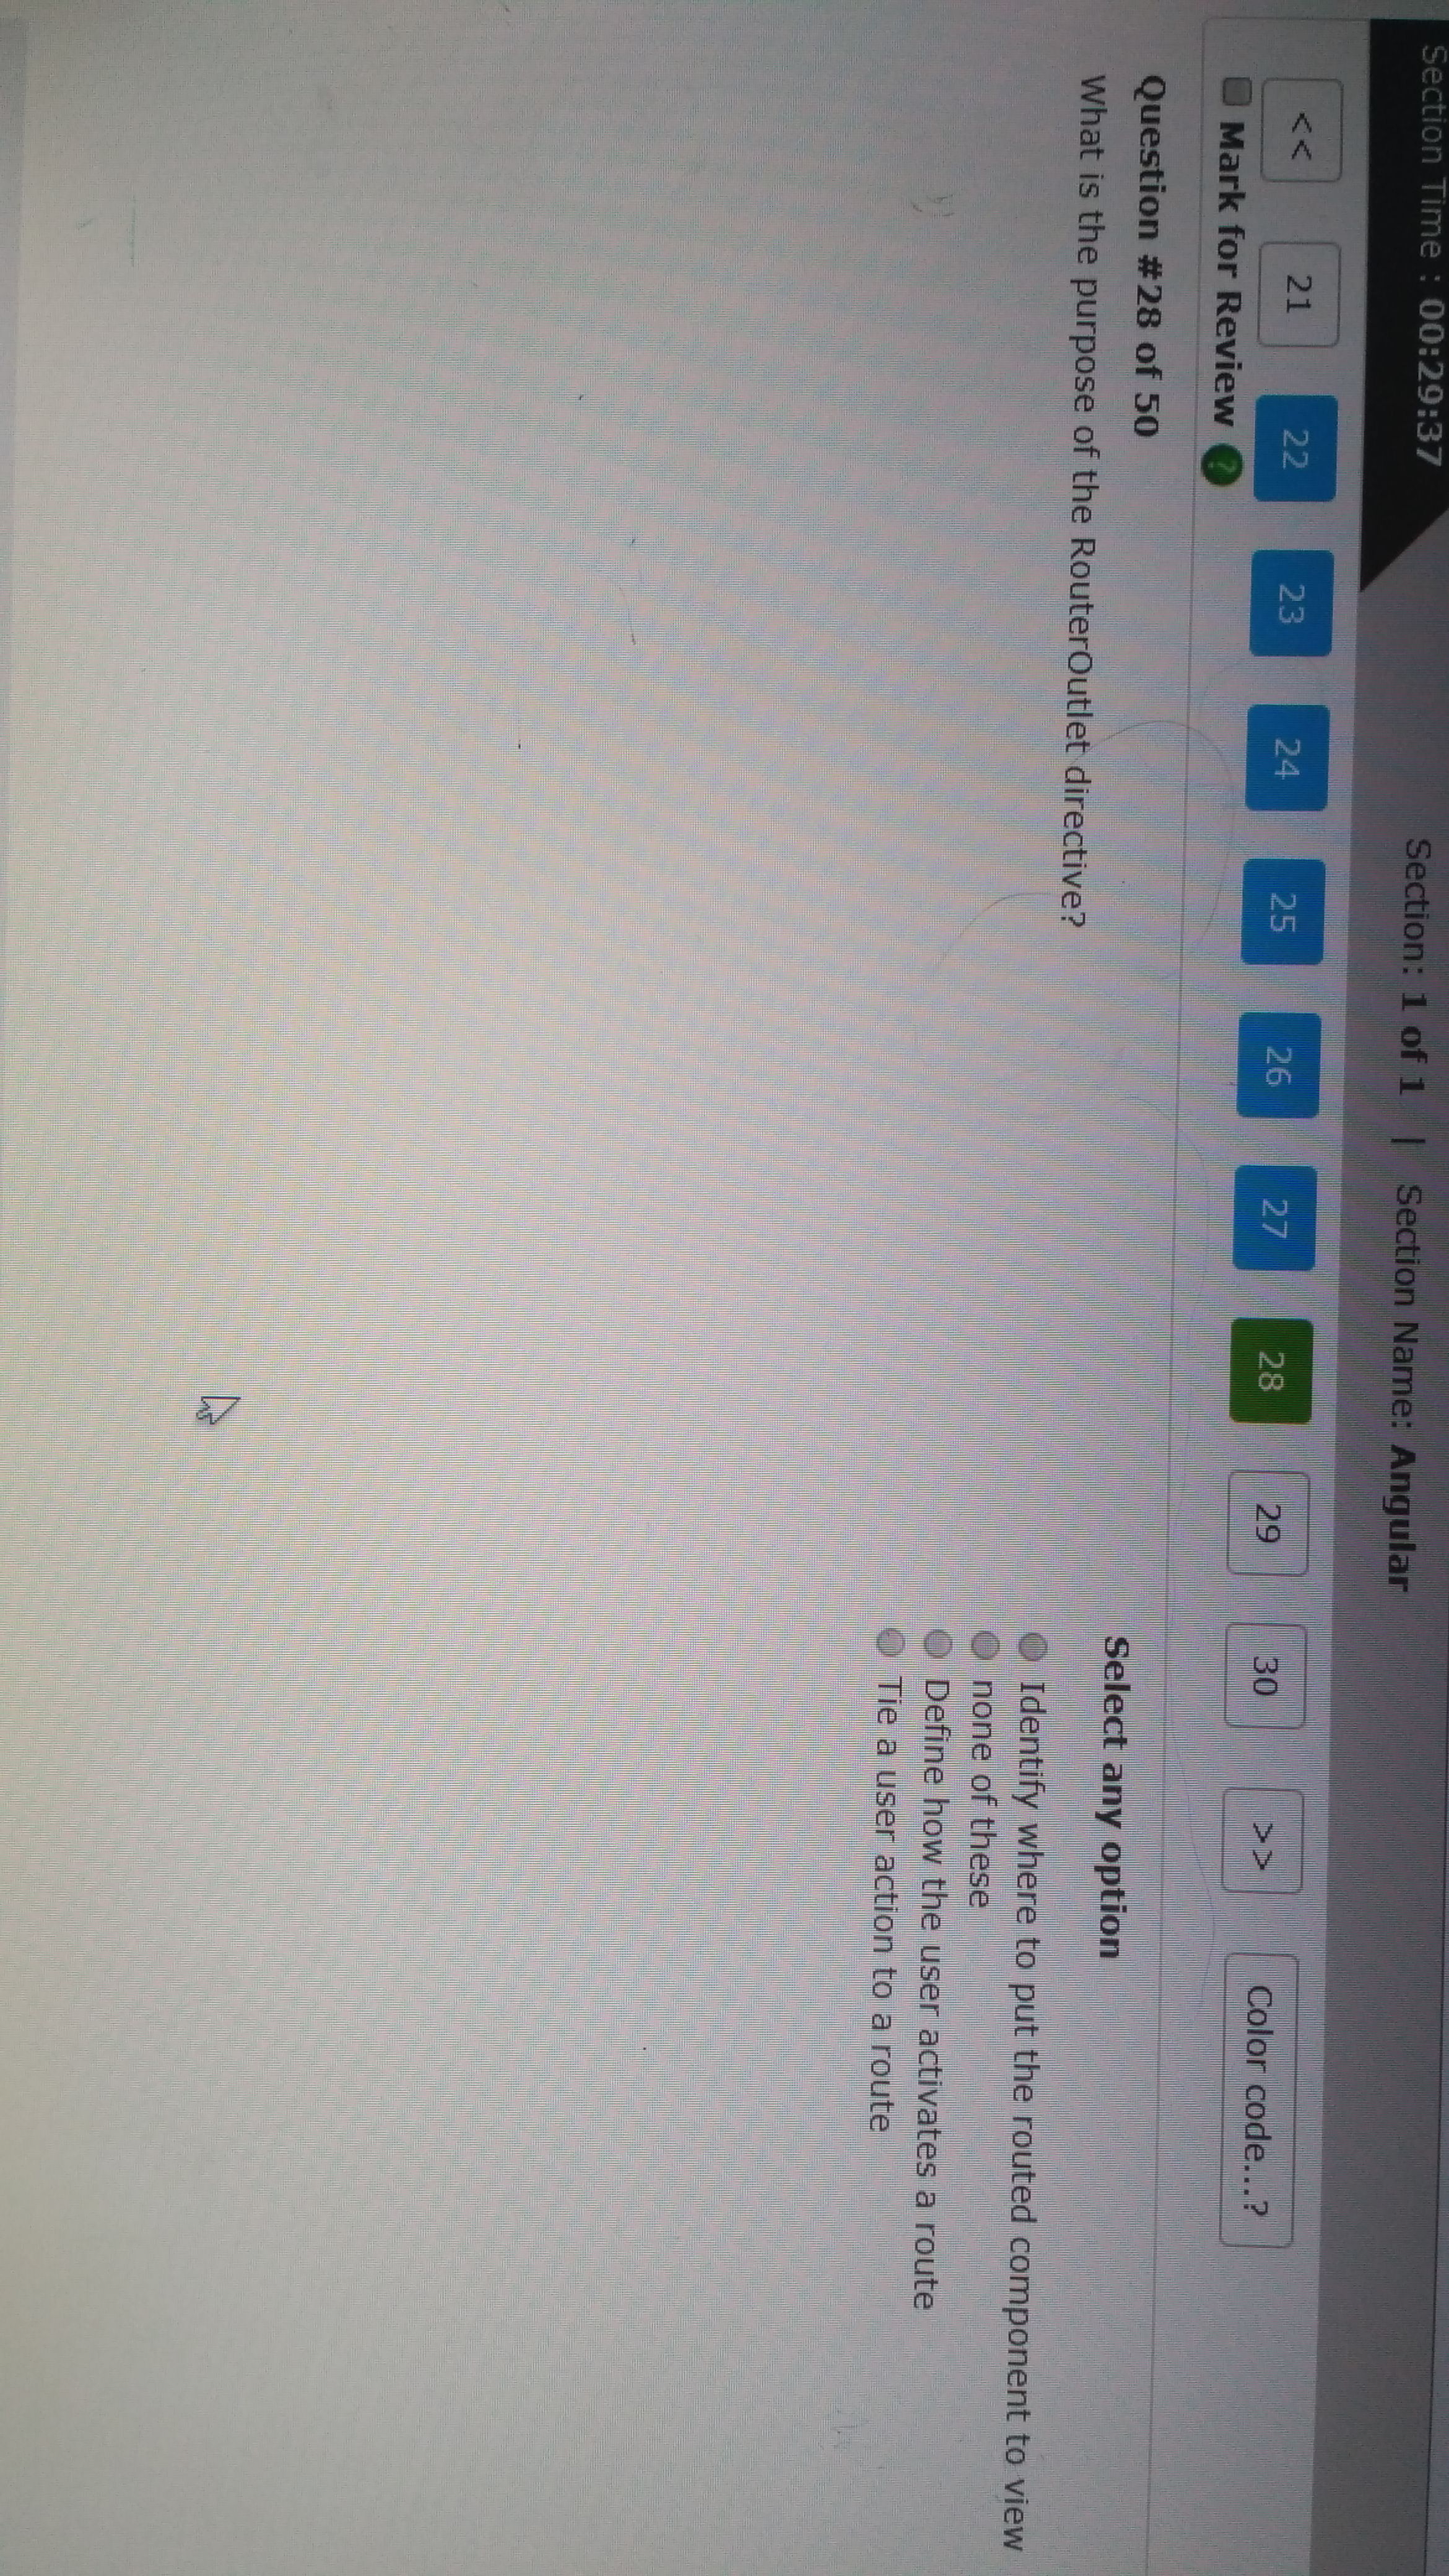 Section Time : 00:29:37
Section: 1 of 1 | Section Name: Angular
<< 21 22 23 24 25 26 27 28 29 30 >> Color code...?
Mark for Review ?
Question #28 of 50
What is the purpose of the RouterOutlet directive?
Select any option
Identify where to put the routed component to view
none of these
Define how the user activates a route
Tie a user action to a route